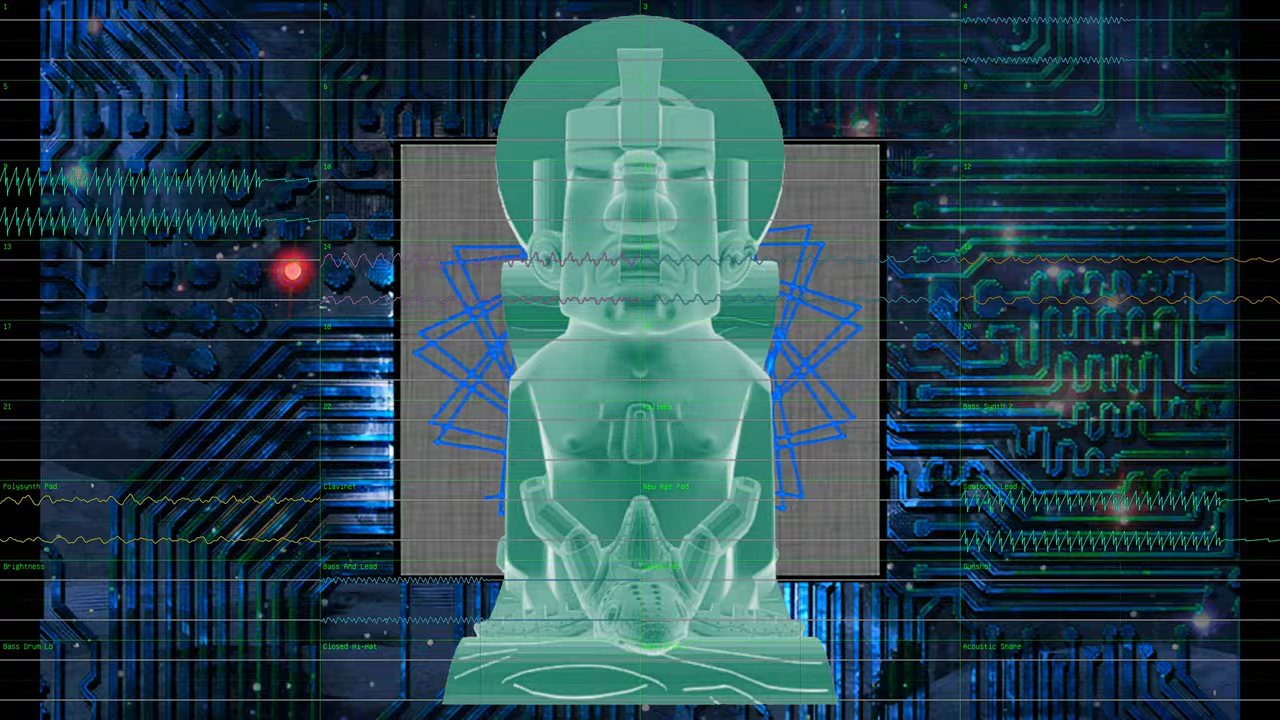 1 2 3 4
5 6 8
9 10 12
13 14 16
17 18 20
21 22 Kalimba Bass Synth 2
Polysynth Pad Clavinet New Age Pad Sawtooth Lead 2
Brightness Bass And Lead Gunshot
Bass Drum Lo Closed Hi-Hat Acoustic Snare